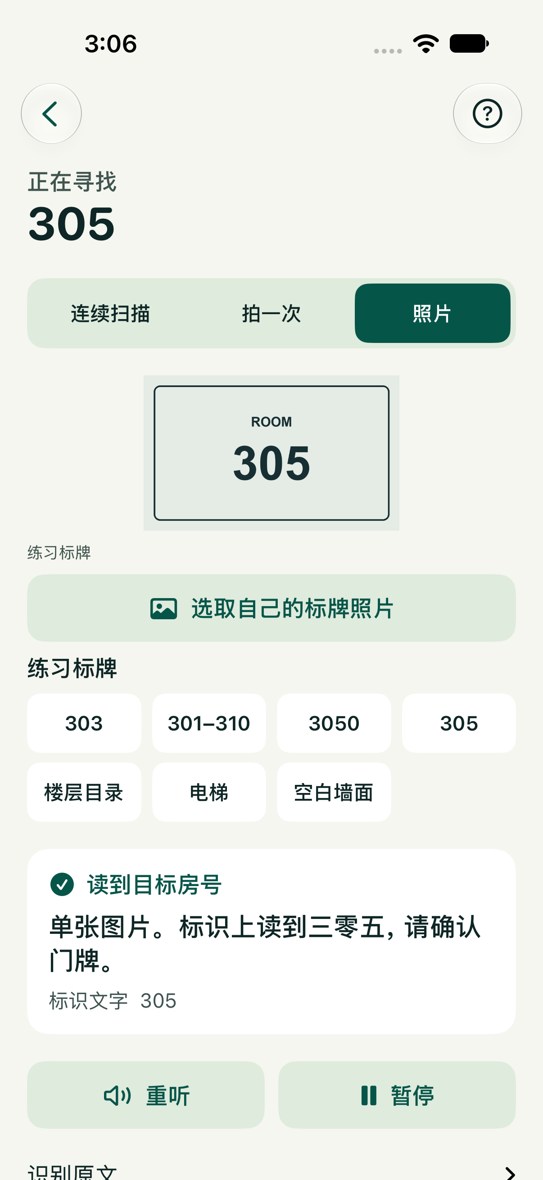 3:06
正在寻找
305
连续扫描 拍一次 照片
ROOM
305
练习标牌
选取自己的标牌照片
练习标牌
303 301–310 3050 305
楼层目录 电梯 空白墙面
读到目标房号
单张图片。标识上读到三零五, 请确认
门牌。
标识文字 305
重听 暂停
识别原文